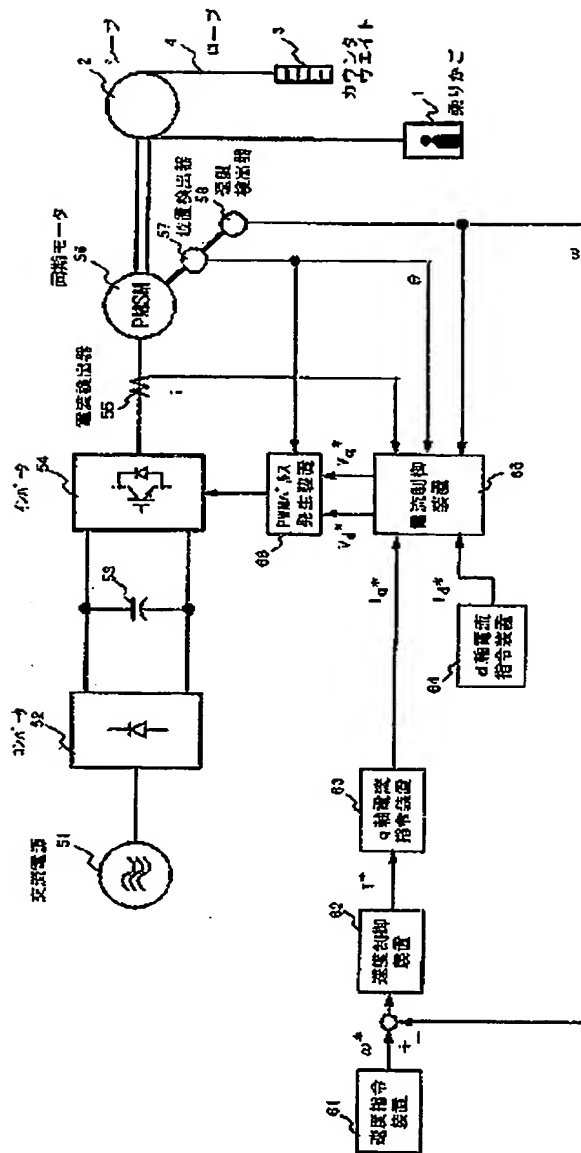 交流電源
51
コンバータ
52
53
インバータ
54
電流検出器
55
i
同期モータ
56
PMSM
57
位置検出器
58
速度
検出器
2
シーブ
4
ロープ
3
カウンタ
ウェイト
1
乗りかご
θ
ω
PWMパルス
発生装置
Vd*
Vq*
電流制御
装置
Iq*
Id*
64
d軸電流
指令装置
63
q軸電流
指令装置
T*
62
速度制御
装置
ω*
+
-
61
速度指令
装置